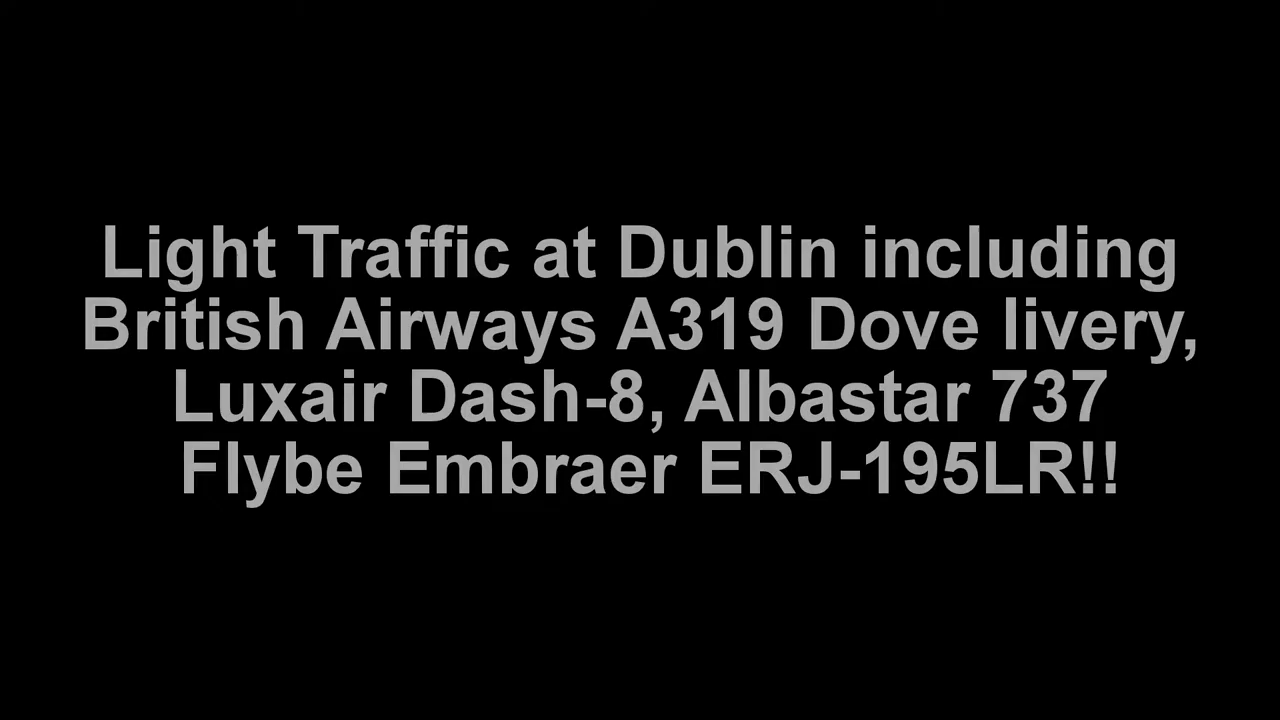 Light Traffic at Dublin including
British Airways A319 Dove livery,
Luxair Dash-8, Albastar 737
Flybe Embraer ERJ-195LR!!